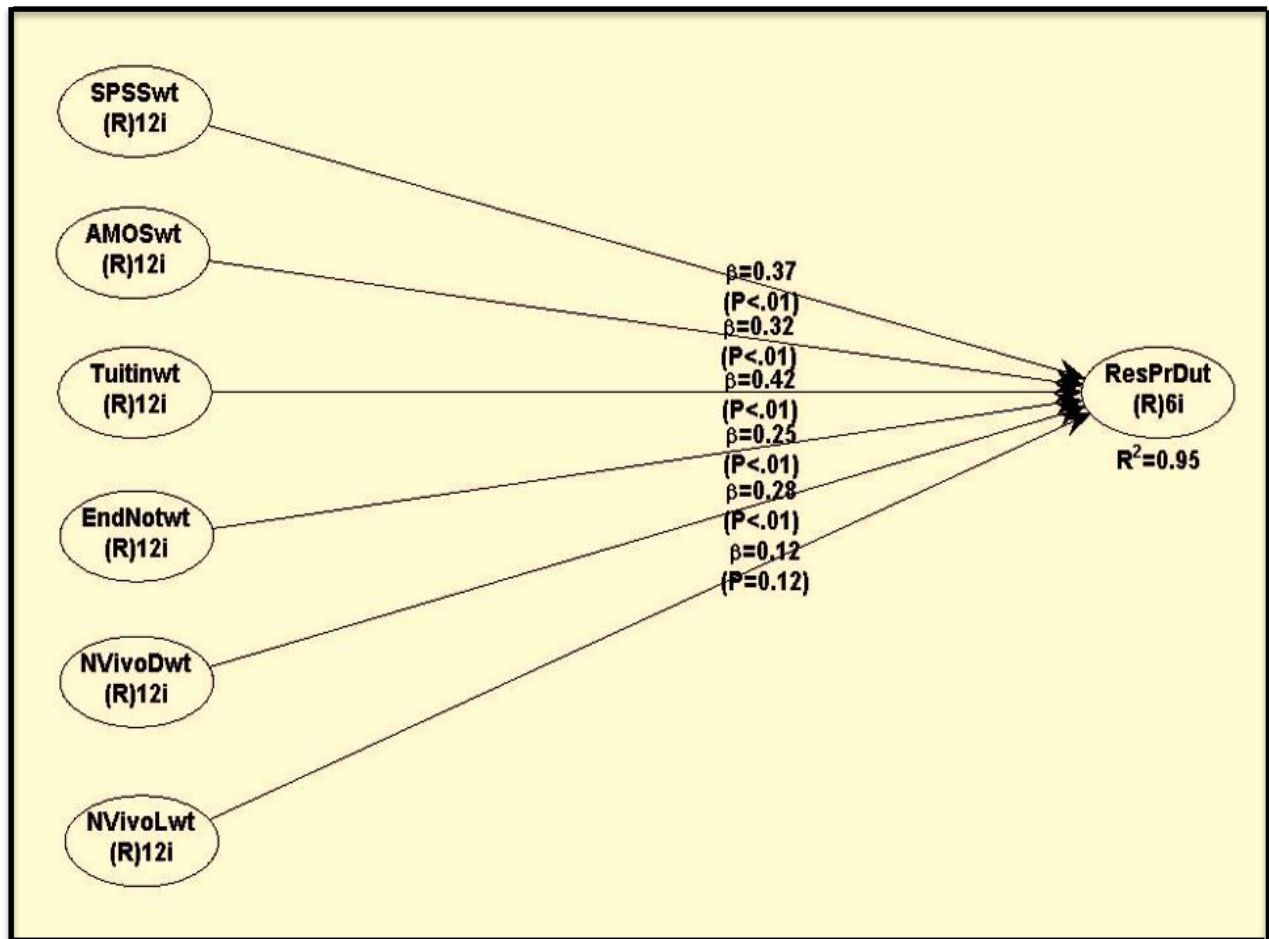 SPSSwt
(R)12i
AMOSwt
(R)12i
Tuitinwt
(R)12i
EndNotwt
(R)12i
NVivoDwt
(R)12i
NVivoLwt
(R)12i
β=0.37
(P<.01)
β=0.32
(P<.01)
β=0.42
(P<.01)
β=0.25
(P<.01)
β=0.28
(P<.01)
β=0.12
(P=0.12)
ResPrDut
(R)6i
R²=0.95